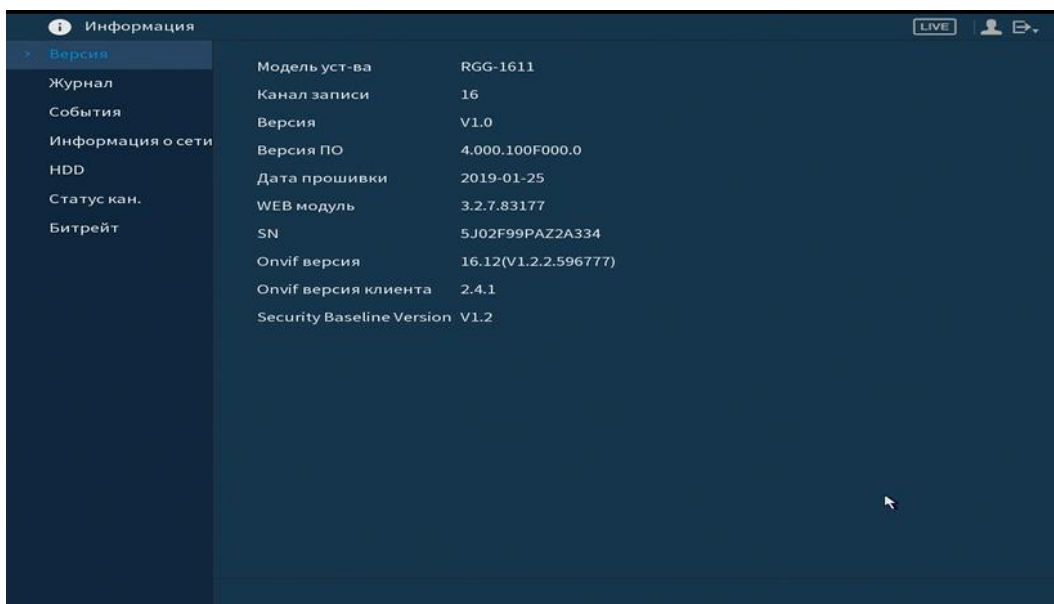 Информация
LIVE
Версия
Журнал
События
Информация о сети
HDD
Статус кан.
Битрейт
Модель уст-ва RGG-1611
Канал записи 16
Версия V1.0
Версия ПО 4.000.100F000.0
Дата прошивки 2019-01-25
WEB модуль 3.2.7.83177
SN 5J02F99PAZ2A334
Onvif версия 16.12(V1.2.2.596777)
Onvif версия клиента 2.4.1
Security Baseline Version V1.2